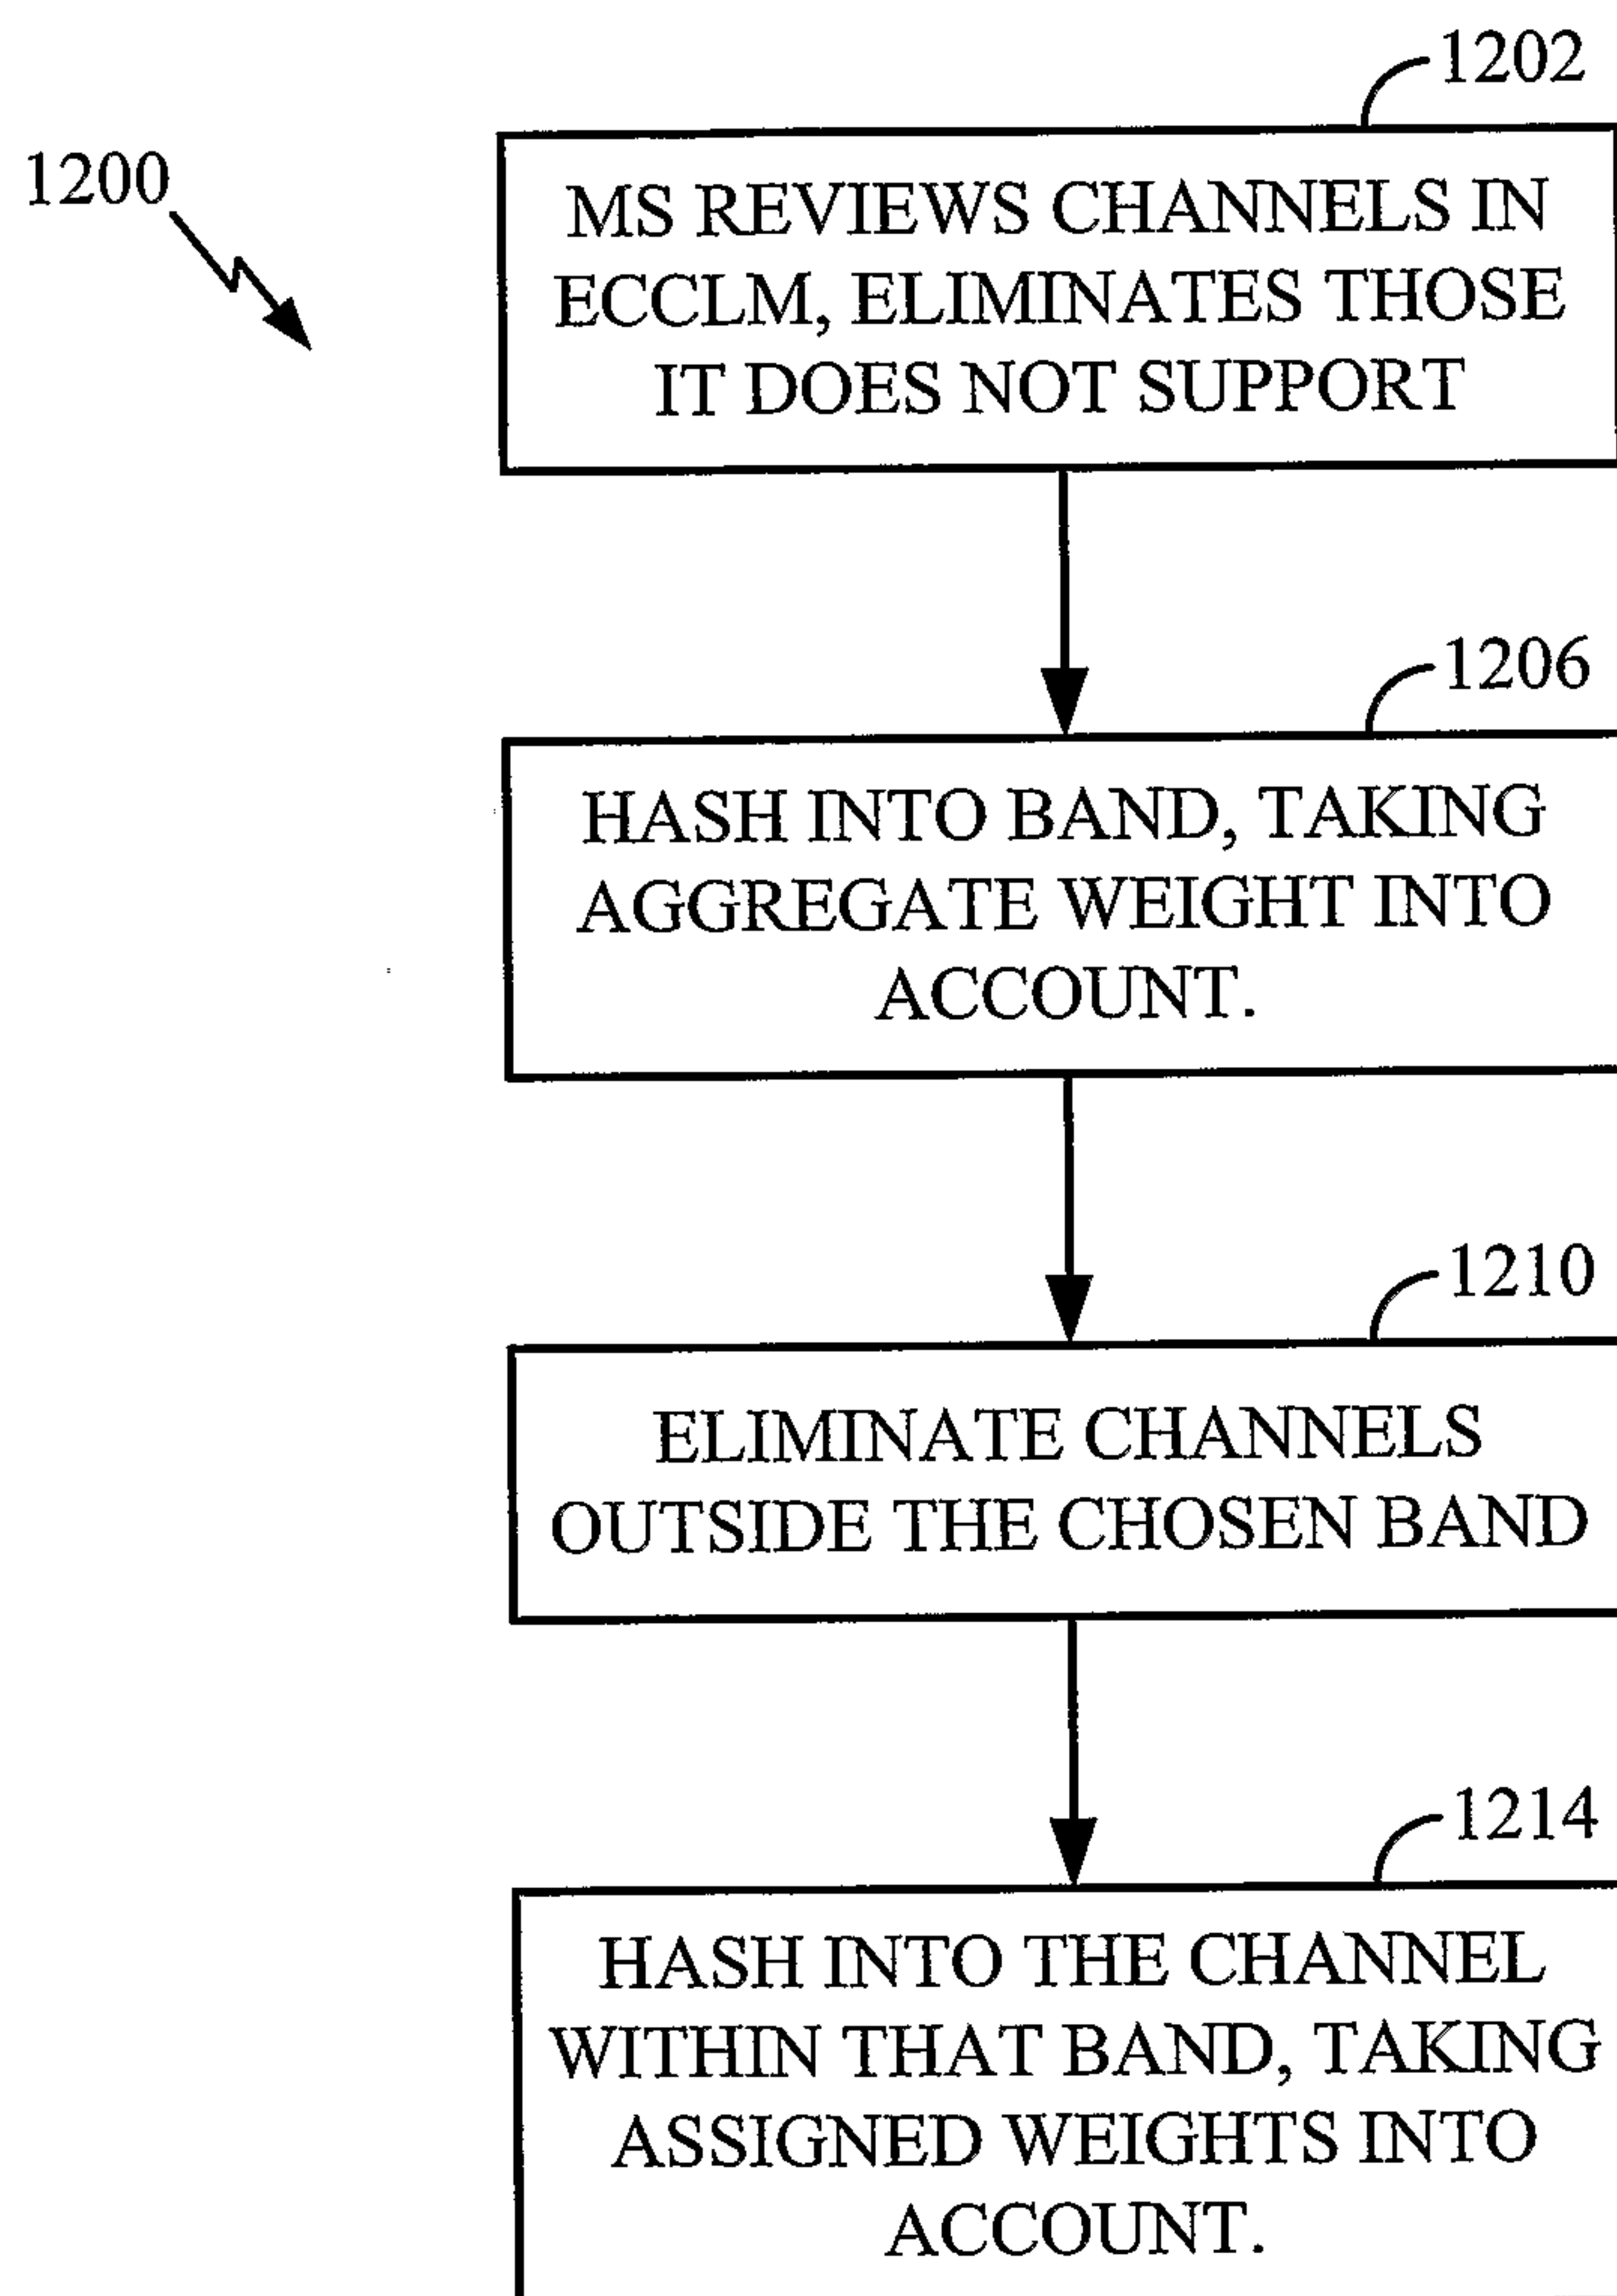 1202
1200
MS REVIEWS CHANNELS IN
ECCLM, ELIMINATES THOSE
IT DOES NOT SUPPORT
1206
HASH INTO BAND, TAKING
AGGREGATE WEIGHT INTO
ACCOUNT.
1210
ELIMINATE CHANNELS
OUTSIDE THE CHOSEN BAND
1214
HASH INTO THE CHANNEL
WITHIN THAT BAND, TAKING
ASSIGNED WEIGHTS INTO
ACCOUNT.